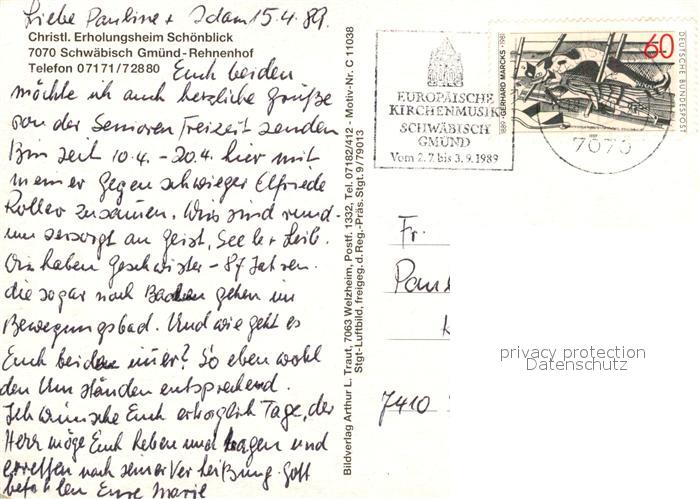 Liebe Pauline + Adam 15.4.89.
Christl. Erholungsheim Schönblick
7070 Schwäbisch Gmünd-Rehnenhof
Telefon 07171/72880 Euch beiden
möchte ich auch herzliche Grüße
von der Senioren Freizeit senden
Bin seit 10.4. - 20.4. hier mit
meiner Gegenschwieger Elfriede
Roller zusammen. Wir sind rund-
um versorgt an Geist, Seele + Leib.
Wir haben Geschwister - 87 Jahren.
die sogar noch Baden gehen im
Bewegungsbad. Und wie geht es
Euch beiden immer? So eben wohl
den Umständen entsprechend.
Ich wünsche Euch erträglich Tage, der
Herr möge Euch heben und tragen und
erretten nach seiner Verheißung. Gott
befohlen Eure Marie
Bildverlag Arthur L. Traut, 7063 Welzheim, Postf. 1332, Tel. 07182/412 - Motiv-Nr. C 11038
Stgt-Luftbild, freigeg. d. Reg.-Präs. Stgt. 9/79013
EUROPÄISCHE
KIRCHENMUSIK
SCHWÄBISCH
GMÜND
Vom 2.7. bis 3.9.1989
1889 · GERHARD MARCKS · 1981
60
DEUTSCHE BUNDESPOST
7070
Fr.
7410
privacy protection
Datenschutz